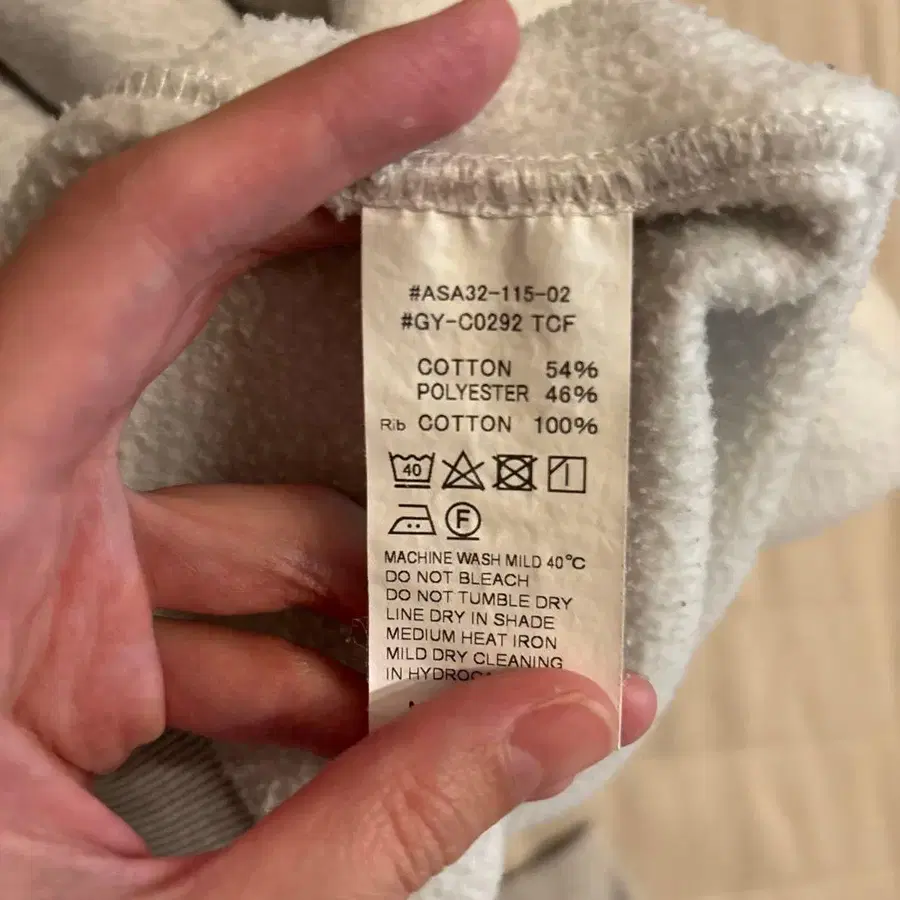 #ASA32-115-02
#GY-C0292 TCF
COTTON 54%
POLYESTER 46%
Rib COTTON 100%
40
F
MACHINE WASH MILD 40°C
DO NOT BLEACH
DO NOT TUMBLE DRY
LINE DRY IN SHADE
MEDIUM HEAT IRON
MILD DRY CLEANING
IN